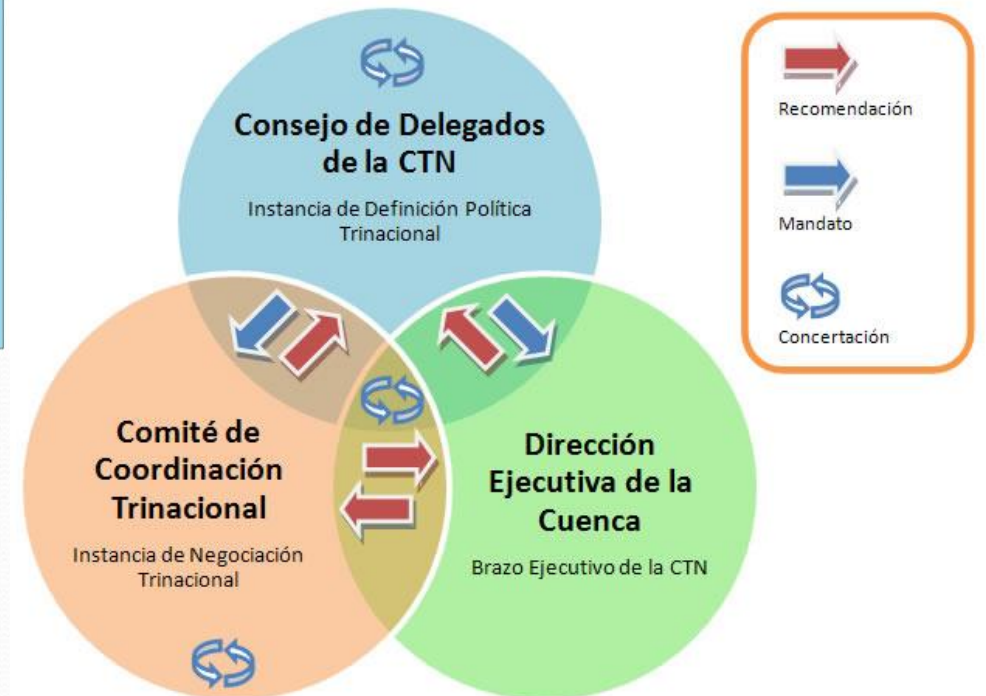 Consejo de Delegados
de la CTN
Instancia de Definición Política
Trinacional
Comité de
Coordinación
Trinacional
Instancia de Negociación
Trinacional
Dirección
Ejecutiva de la
Cuenca
Brazo Ejecutivo de la CTN
Recomendación
Mandato
Concertación